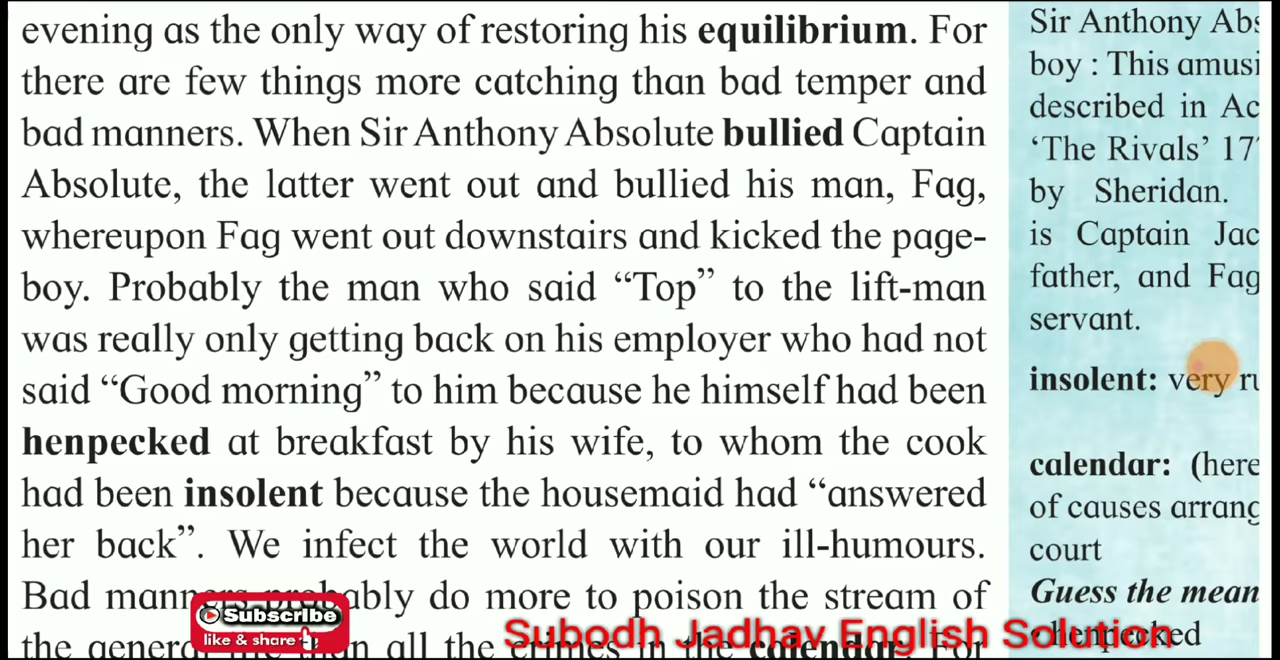 evening as the only way of restoring his equilibrium. For
there are few things more catching than bad temper and
bad manners. When Sir Anthony Absolute bullied Captain
Absolute, the latter went out and bullied his man, Fag,
whereupon Fag went out downstairs and kicked the page-
boy. Probably the man who said “Top” to the lift-man
was really only getting back on his employer who had not
said “Good morning” to him because he himself had been
henpecked at breakfast by his wife, to whom the cook
had been insolent because the housemaid had “answered
her back”. We infect the world with our ill-humours.
Bad manners probably do more to poison the stream of
the general than all the crimes in the calendar. For
Sir Anthony Abs
boy : This amusi
described in Ac
‘The Rivals’ 17
by Sheridan.
is Captain Jac
father, and Fag
servant.
insolent: very ru
calendar: (here
of causes arrang
court
Guess the mean
henpecked
Subscribe
like & share
Subodh Jadhav English Solution